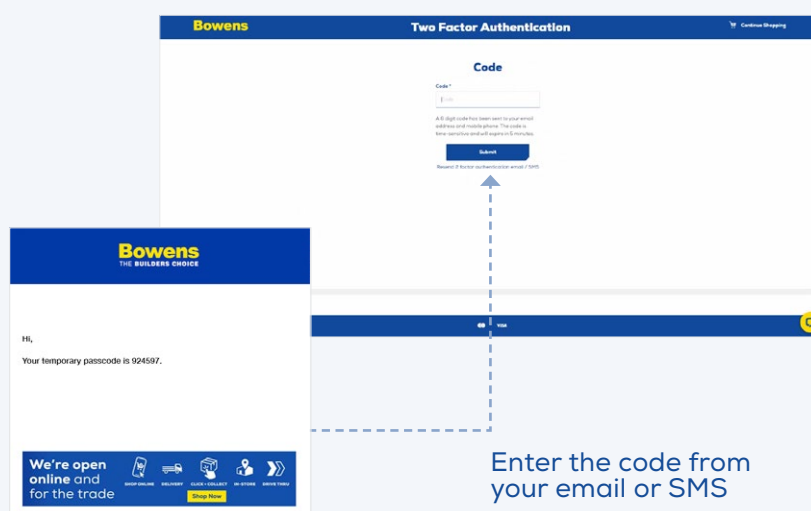 Bowens
Two Factor Authentication
Continue Shopping
Code
Code *
A 6 digit code has been sent to your email
address and mobile phone. The code is
time-sensitive and will expire in 5 minutes.
Submit
Resend 2 factor authentication email / SMS
VISA
Bowens
THE BUILDERS CHOICE
Hi,
Your temporary passcode is 924597.
We're open
online and
for the trade
SHOP ONLINE DELIVERY CLICK + COLLECT IN-STORE DRIVE THRU
Shop Now
Enter the code from
your email or SMS